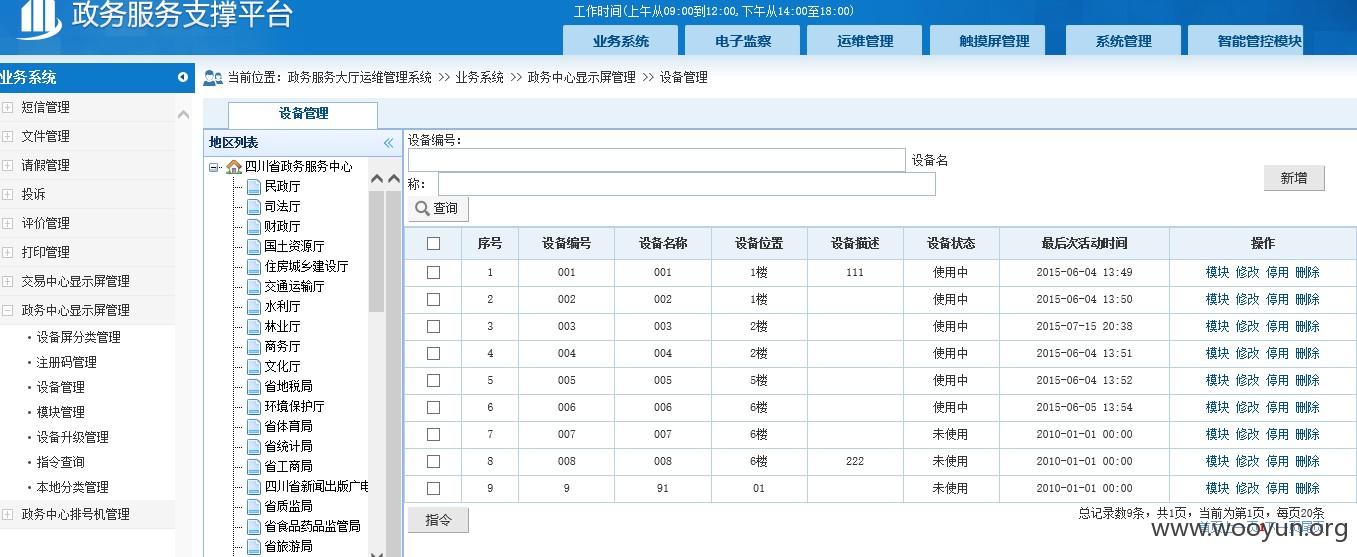 政务服务支撑平台
工作时间(上午从09:00到12:00,下午从14:00至18:00)
业务系统 电子监察 运维管理 触摸屏管理 系统管理 智能管控模块
业务系统
当前位置：政务服务大厅运维管理系统 >> 业务系统 >> 政务中心显示屏管理 >> 设备管理
短信管理
文件管理
请假管理
投诉
评价管理
打印管理
交易中心显示屏管理
政务中心显示屏管理
· 设备屏分类管理
· 注册码管理
· 设备管理
· 模块管理
· 设备升级管理
· 指令查询
· 本地分类管理
政务中心排号机管理
设备管理
地区列表
四川省政务服务中心
民政厅
司法厅
财政厅
国土资源厅
住房城乡建设厅
交通运输厅
水利厅
林业厅
商务厅
文化厅
省地税局
环境保护厅
省体育局
省统计局
省工商局
四川省新闻出版广电
省质监局
省食品药品监管局
省旅游局
设备编号：
设备名
称：
新增
查询
序号 设备编号 设备名称 设备位置 设备描述 设备状态 最后次活动时间 操作
1 001 001 1楼 111 使用中 2015-06-04 13:49 模块 修改 停用 删除
2 002 002 1楼 使用中 2015-06-04 13:50 模块 修改 停用 删除
3 003 003 2楼 使用中 2015-07-15 20:38 模块 修改 停用 删除
4 004 004 2楼 使用中 2015-06-04 13:51 模块 修改 停用 删除
5 005 005 5楼 使用中 2015-06-04 13:52 模块 修改 停用 删除
6 006 006 6楼 使用中 2015-06-05 13:54 模块 修改 停用 删除
7 007 007 6楼 未使用 2010-01-01 00:00 模块 修改 停用 删除
8 008 008 6楼 222 未使用 2010-01-01 00:00 模块 修改 停用 删除
9 9 91 01 未使用 2010-01-01 00:00 模块 修改 停用 删除
指令
总记录数9条，共1页，当前为第1页，每页20条
www.wooyun.org